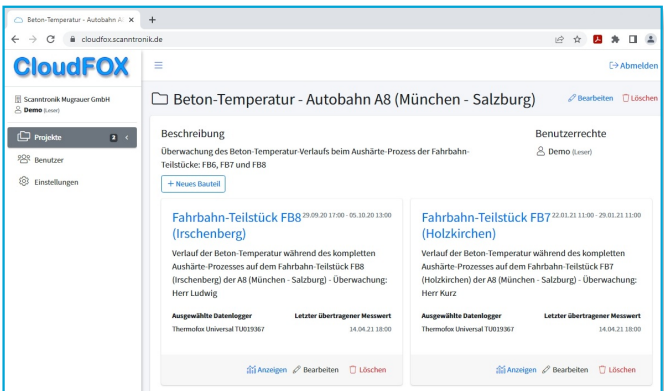 Beton-Temperatur - Autobahn A8
cloudfox.scanntronik.de
CloudFOX
Abmelden
Scanntronik Mugrauer GmbH
Demo (Leser)
Projekte 2
Benutzer
Einstellungen
Beton-Temperatur - Autobahn A8 (München - Salzburg)
Bearbeiten Löschen
Beschreibung
Überwachung des Beton-Temperatur-Verlaufs beim Aushärte-Prozess der Fahrbahn-
Teilstücke: FB6, FB7 und FB8
+ Neues Bauteil
Benutzerrechte
Demo (Leser)
Fahrbahn-Teilstück FB8 29.09.20 17:00 - 05.10.20 13:00
(Irschenberg)
Verlauf der Beton-Temperatur während des kompletten
Aushärte-Prozesses auf dem Fahrbahn-Teilstück FB8
(Irschenberg) der A8 (München - Salzburg) - Überwachung:
Herr Ludwig
Ausgewählte Datenlogger Letzter übertragener Messwert
Thermofox Universal TU019367 14.04.21 18:00
Anzeigen Bearbeiten Löschen
Fahrbahn-Teilstück FB7 22.01.21 11:00 - 29.01.21 11:00
(Holzkirchen)
Verlauf der Beton-Temperatur während des kompletten
Aushärte-Prozesses auf dem Fahrbahn-Teilstück FB7
(Holzkirchen) der A8 (München - Salzburg) - Überwachung:
Herr Kurz
Ausgewählte Datenlogger Letzter übertragener Messwert
Thermofox Universal TU019367 14.04.21 18:00
Anzeigen Bearbeiten Löschen